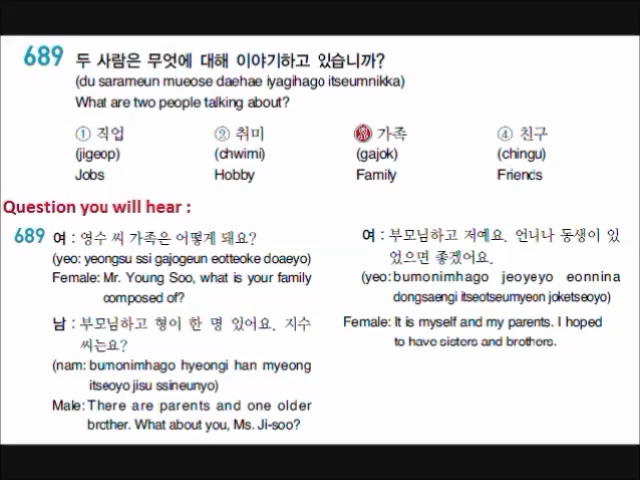 689 두 사람은 무엇에 대해 이야기하고 있습니까?
(du sarameun mueose daehae iyagihago itseumnikka)
What are two people talking about?
① 직업 ② 취미 ③ 가족 ④ 친구
(jigeop) (chwimi) (gajok) (chingu)
Jobs Hobby Family Friends
Question you will hear :
689 여 : 영수 씨 가족은 어떻게 돼요?
(yeo: yeongsu ssi gajogeun eotteoke doaeyo)
Female: Mr. Young Soo, what is your family
composed of?
남 : 부모님하고 형이 한 명 있어요. 지수
씨는요?
(nam: bumonimhago hyeongi han myeong
itseoyo jisu ssineunyo)
Male: There are parents and one older
brother. What about you, Ms. Ji-soo?
여 : 부모님하고 저예요. 언니나 동생이 있
었으면 좋겠어요.
(yeo: bumonimhago jeoyeyo eonnina
dongsaengi itseotseumyeon joketseoyo)
Female: It is myself and my parents. I hoped
to have sisters and brothers.